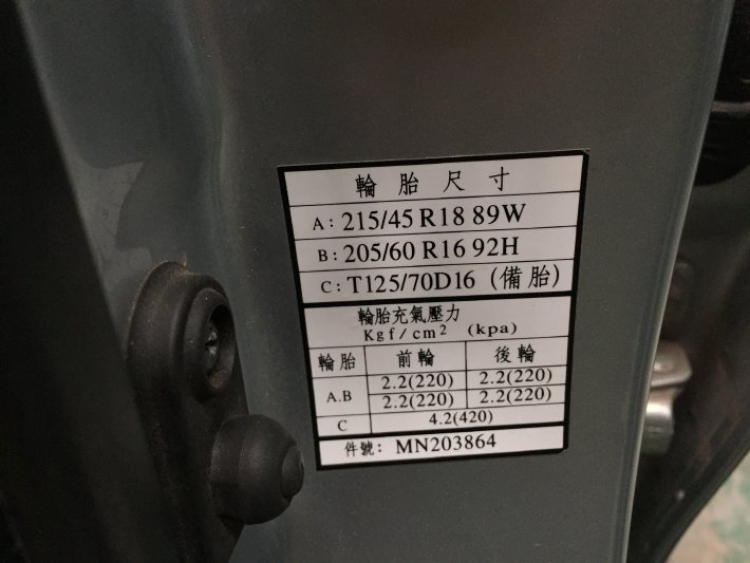 輪胎尺寸
A: 215/45 R18 89W
B: 205/60 R16 92H
C: T125/70D16 (備胎)
輪胎充氣壓力
Kgf/cm² (kpa)
輪胎 前輪 後輪
A.B 2.2(220) 2.2(220)
2.2(220) 2.2(220)
C 4.2(420)
件號: MN203864